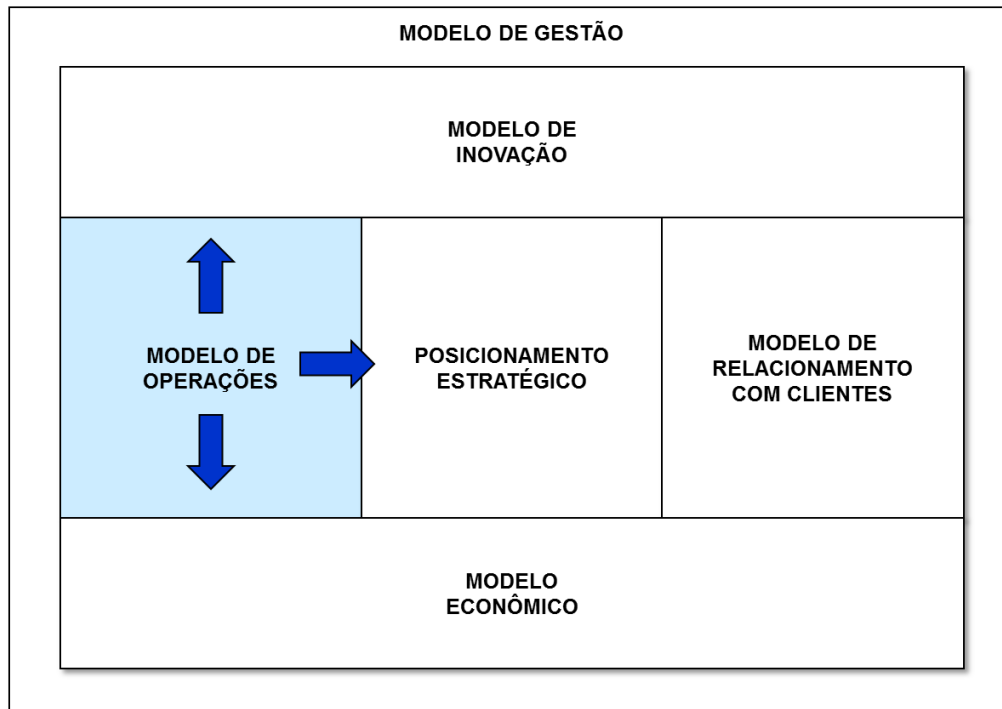 MODELO DE GESTÃO
MODELO DE
INOVAÇÃO
MODELO DE
OPERAÇÕES
POSICIONAMENTO
ESTRATÉGICO
MODELO DE
RELACIONAMENTO
COM CLIENTES
MODELO
ECONÔMICO